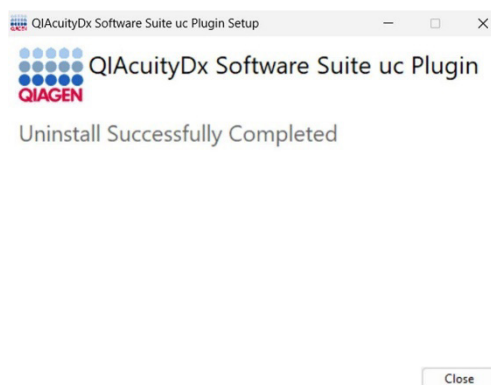 QIAcuityDx Software Suite uc Plugin Setup
QIAcuityDx Software Suite uc Plugin
QIAGEN
Uninstall Successfully Completed
Close